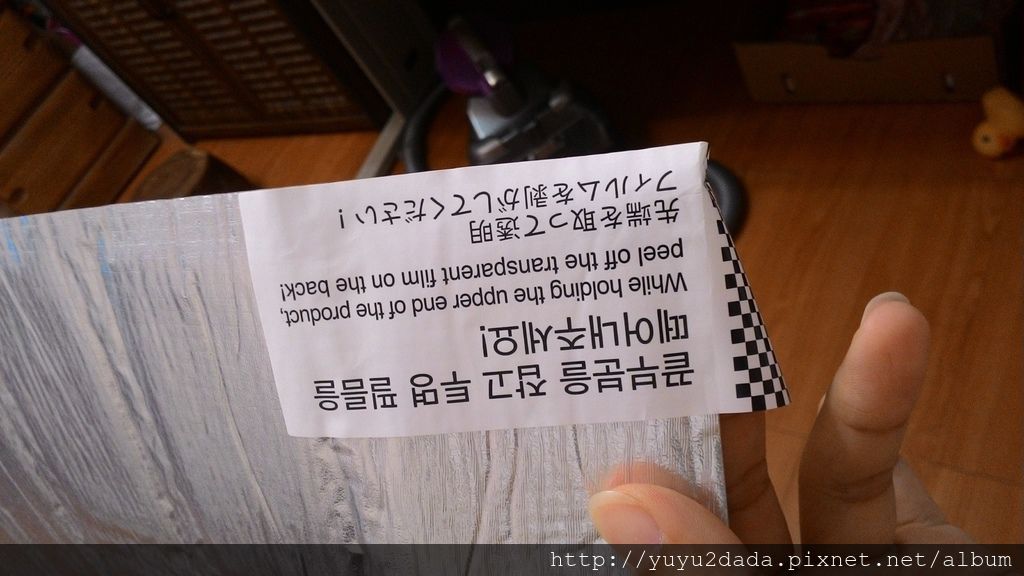 끝부분을 잡고 투명 필름을
떼어내주세요!
While holding the upper end of the product,
peel off the transparent film on the back!
先端を取って透明
フィルムを剥がしてください!
http://yuyu2dada.pixnet.net/album